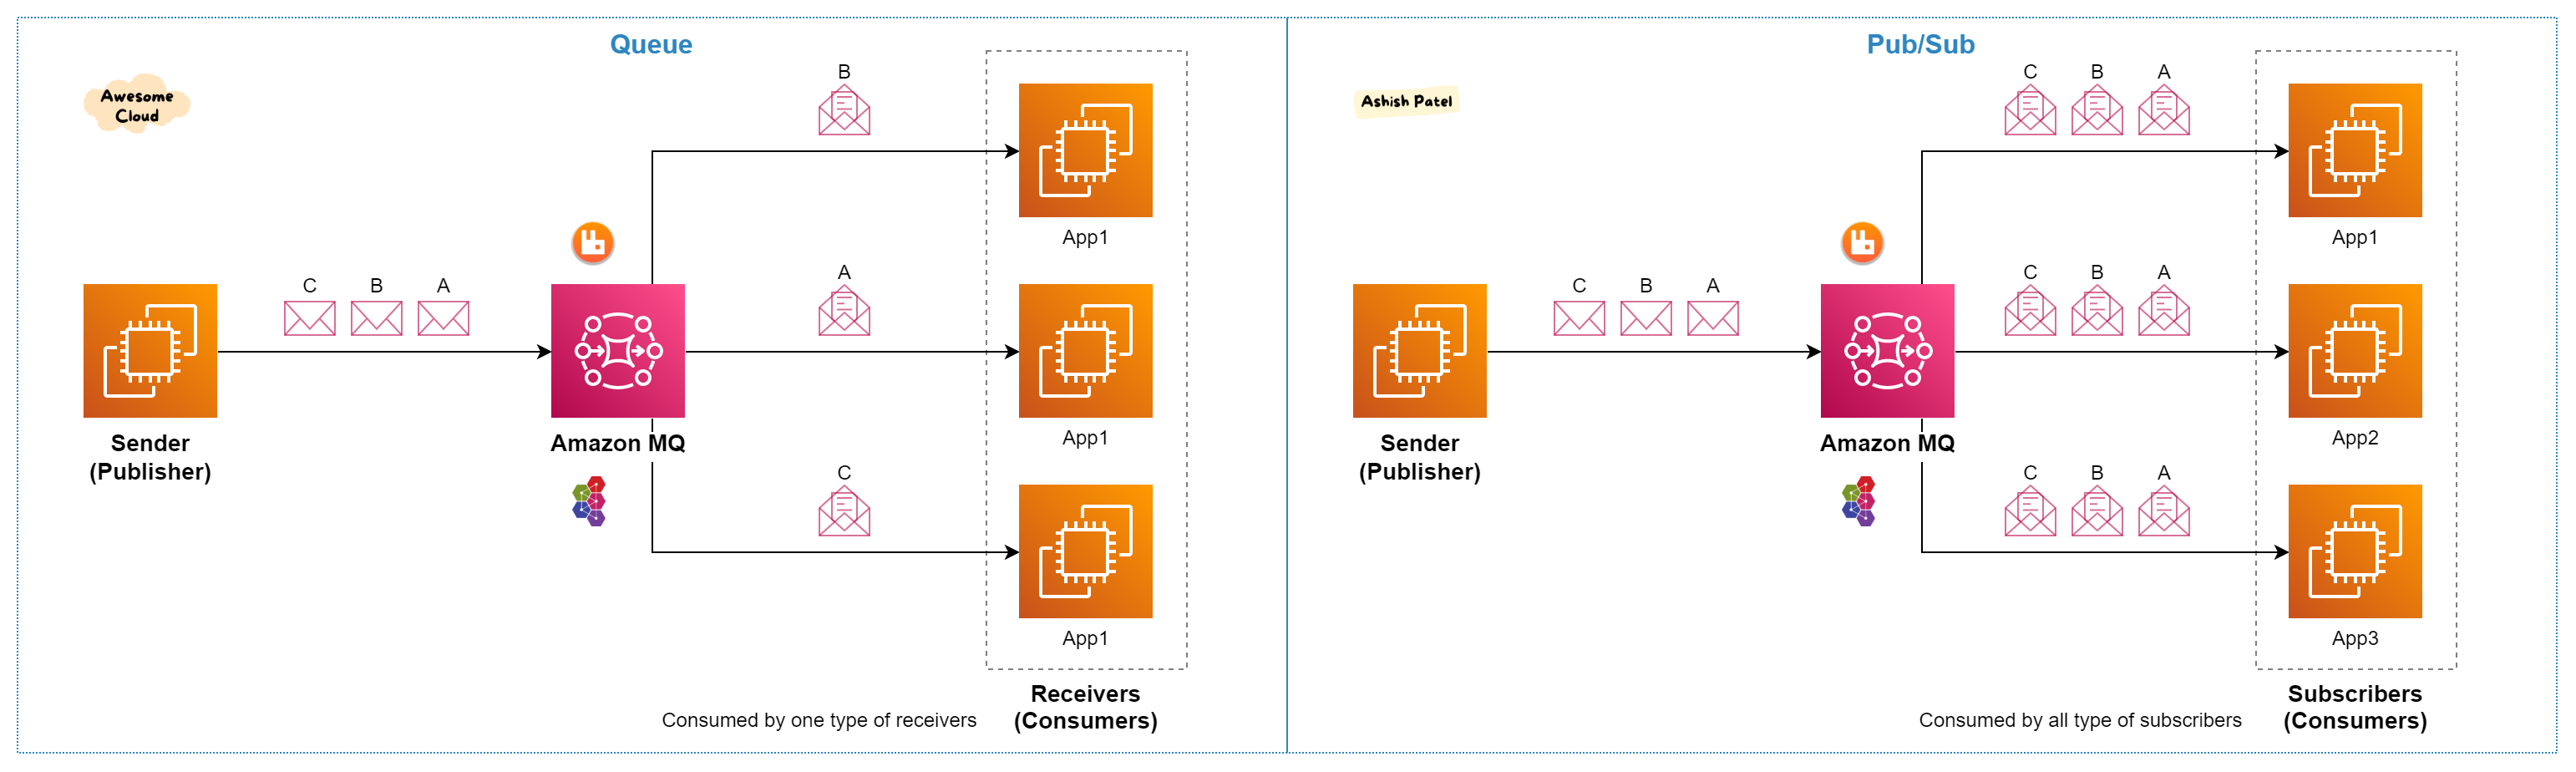 Queue
Awesome
Cloud
B
App1
C B A
A
Sender
(Publisher)
Amazon MQ
App1
C
App1
Receivers
(Consumers)
Consumed by one type of receivers
Pub/Sub
Ashish Patel
C B A
App1
C B A
C B A
Sender
(Publisher)
Amazon MQ
App2
C B A
App3
Subscribers
(Consumers)
Consumed by all type of subscribers